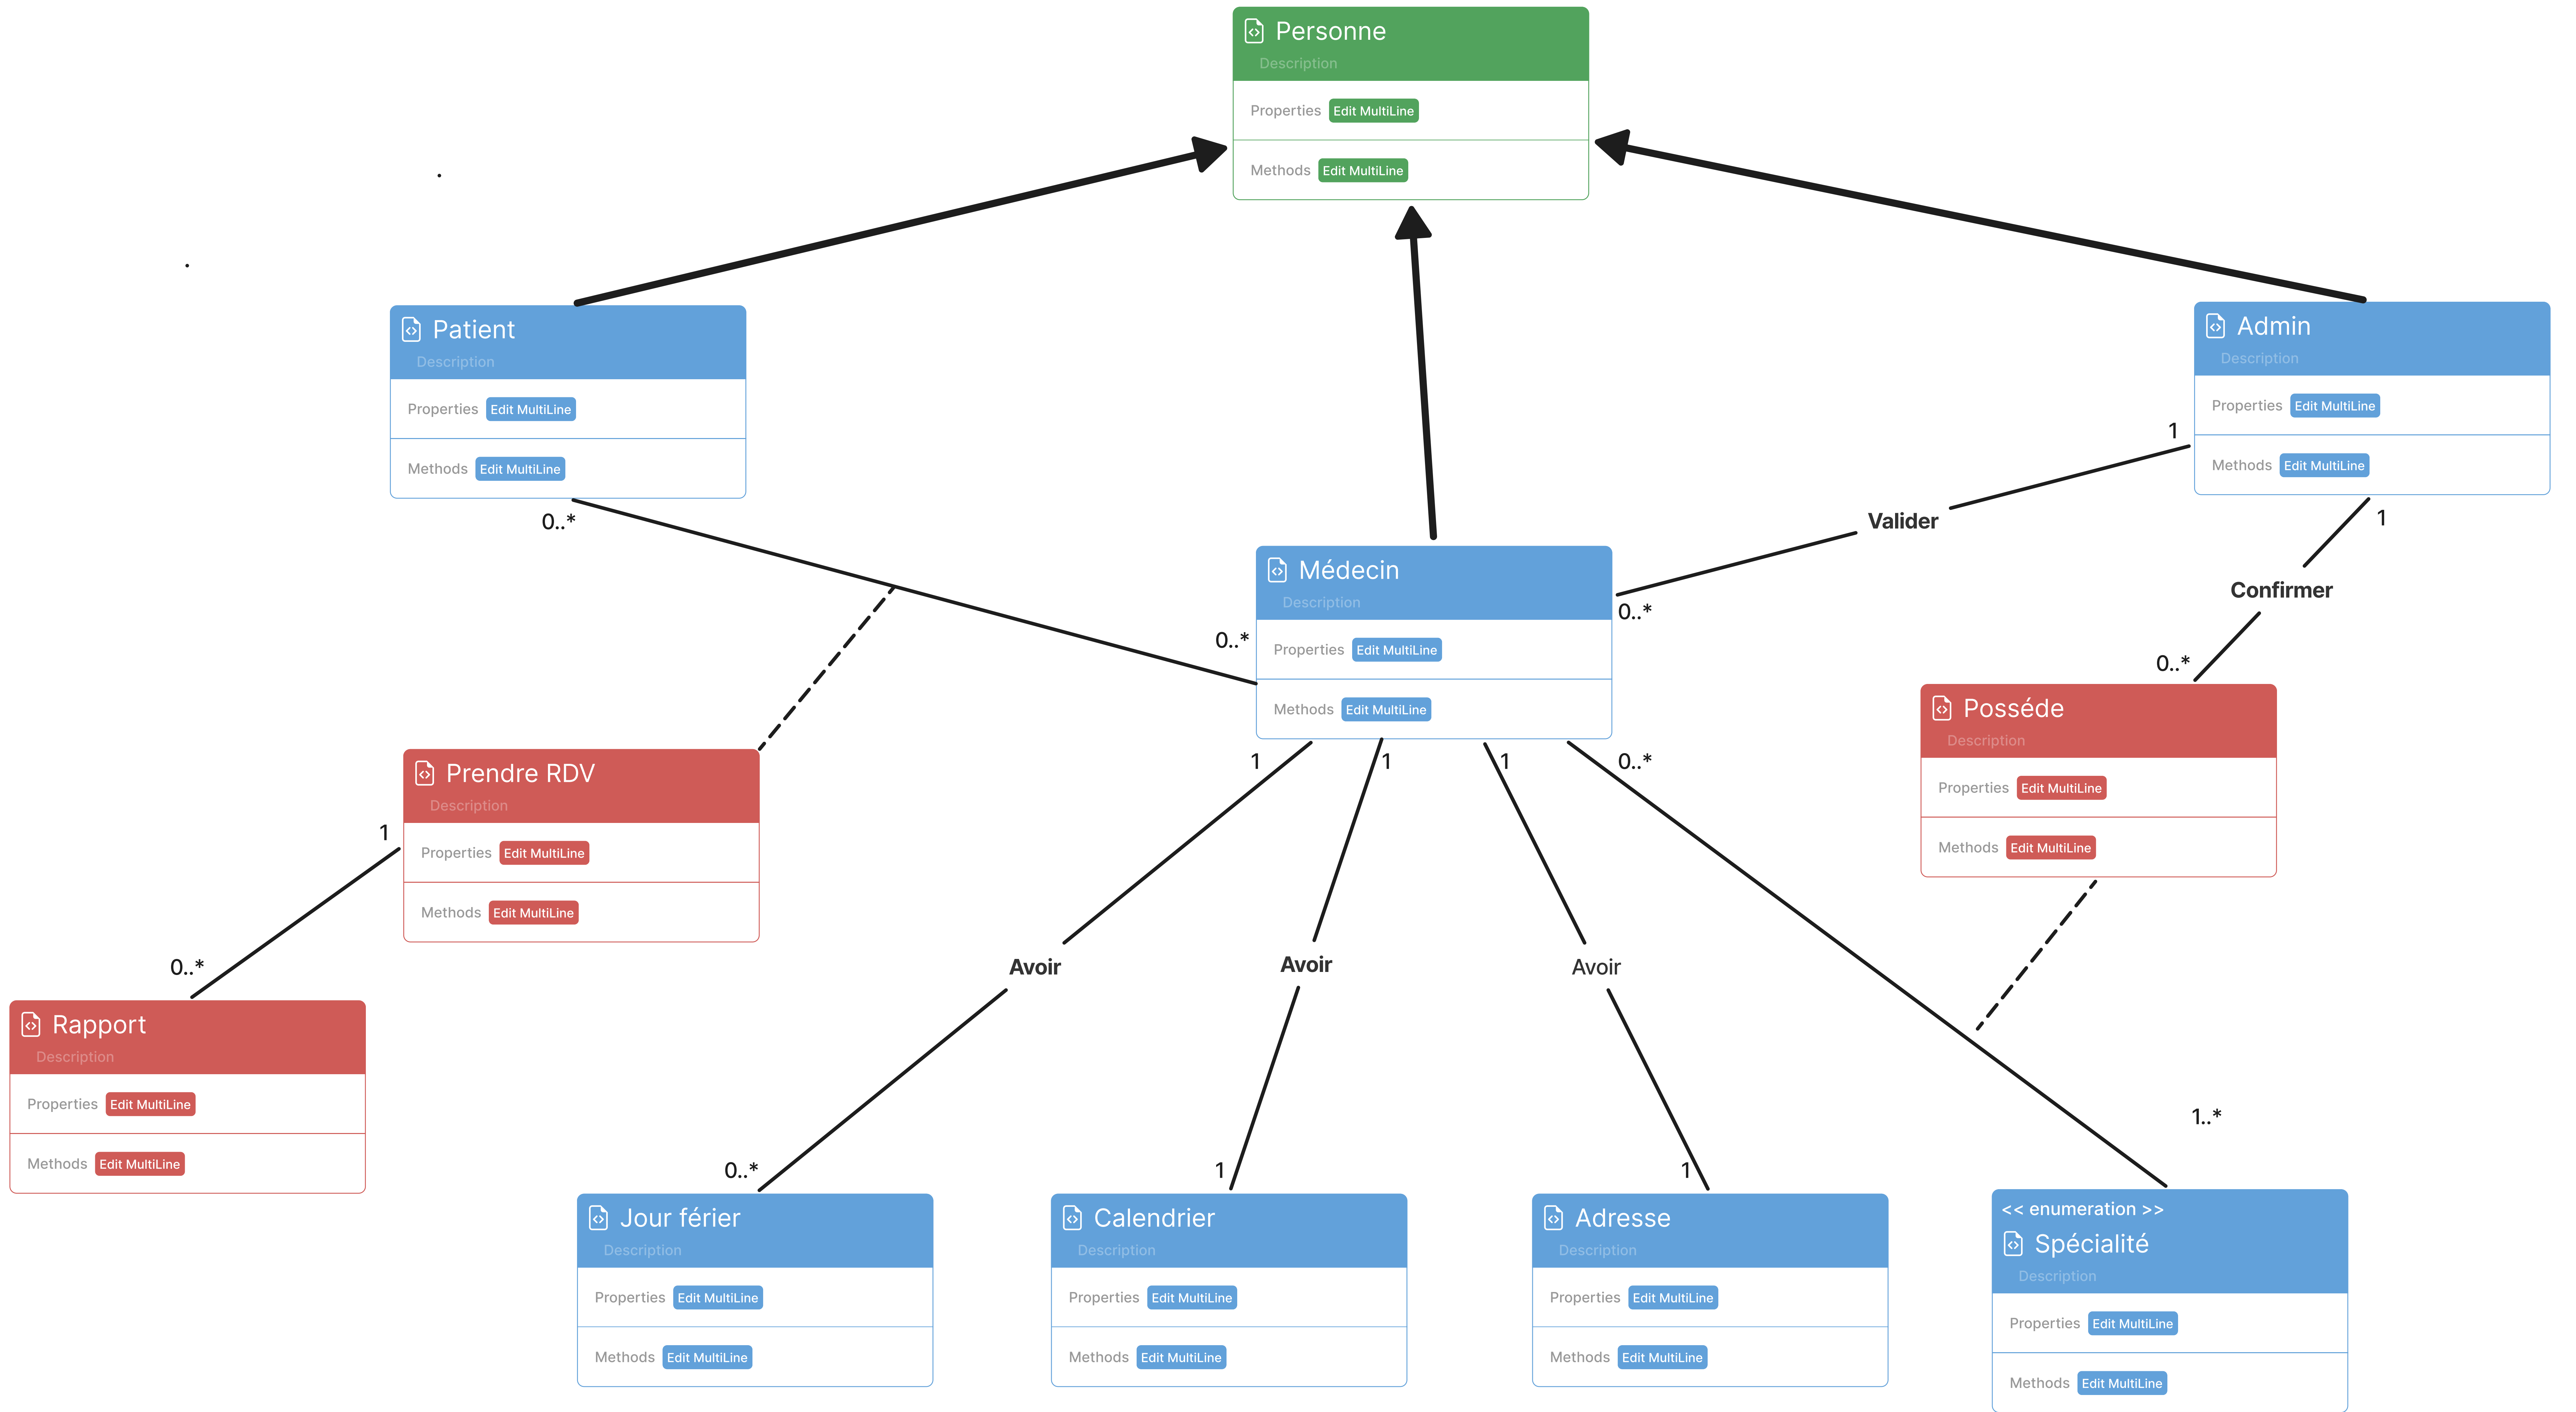 Personne
Description
Properties Edit MultiLine
Methods Edit MultiLine
Patient
Description
Properties Edit MultiLine
Methods Edit MultiLine
0..*
Admin
Description
Properties Edit MultiLine
Methods Edit MultiLine
1
1
Valider
Confirmer
0..*
0..*
Médecin
Description
Properties Edit MultiLine
Methods Edit MultiLine
0..*
1
1
1
0..*
Posséde
Description
Properties Edit MultiLine
Methods Edit MultiLine
Prendre RDV
Description
Properties Edit MultiLine
Methods Edit MultiLine
1
0..*
Rapport
Description
Properties Edit MultiLine
Methods Edit MultiLine
Avoir
Avoir
Avoir
0..*
1
1
1..*
Jour férier
Description
Properties Edit MultiLine
Methods Edit MultiLine
Calendrier
Description
Properties Edit MultiLine
Methods Edit MultiLine
Adresse
Description
Properties Edit MultiLine
Methods Edit MultiLine
<< enumeration >>
Spécialité
Description
Properties Edit MultiLine
Methods Edit MultiLine